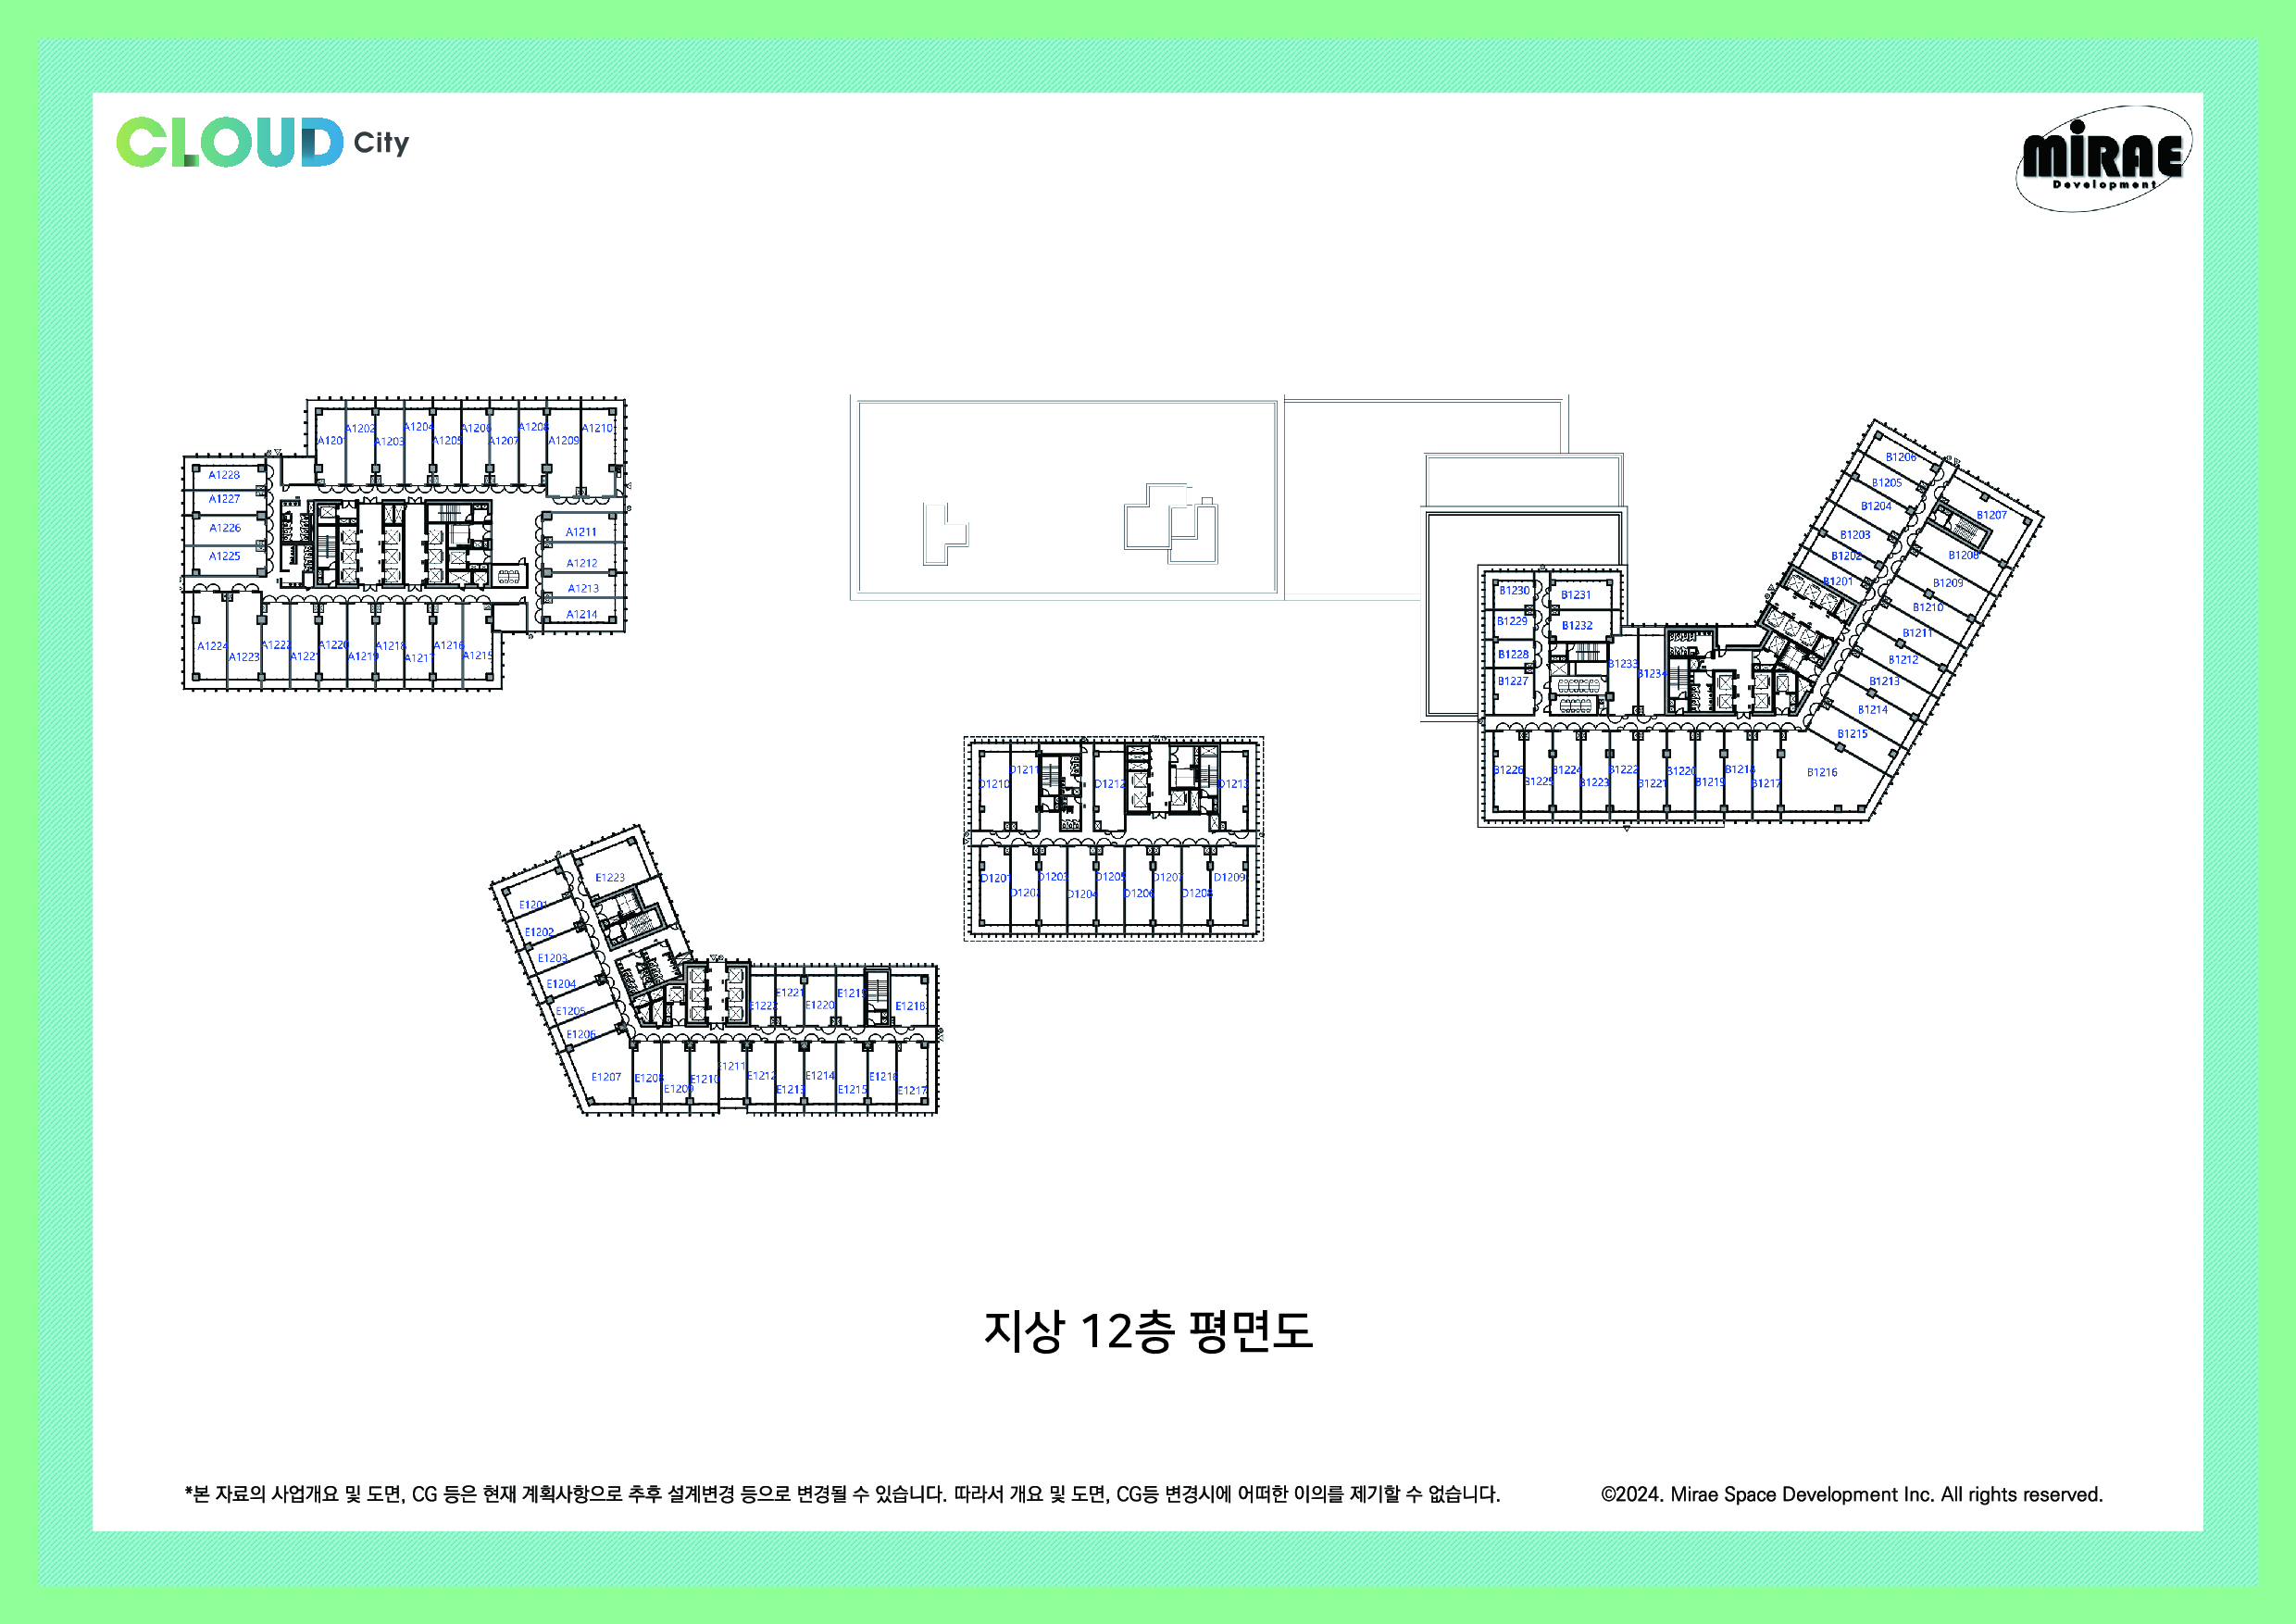 CLOUD City
MiRAE
Development
A1201 A1202 A1203 A1204 A1205 A1206 A1207 A1208 A1209 A1210
A1228
A1227
A1226
A1225
A1211
A1212
A1213
A1214
A1224 A1223 A1222 A1221 A1220 A1219 A1218 A1217 A1216 A1215
B1206
B1205
B1204
B1203
B1202
B1201
B1207
B1208
B1209
B1210
B1211
B1212
B1213
B1214
B1215
B1216
B1230 B1231
B1229 B1232
B1228
B1227
B1233 B1234
B1226 B1225 B1224 B1223 B1222 B1221 B1220 B1219 B1218 B1217
D1210 D1211 D1212 D1213
D1201 D1202 D1203 D1204 D1205 D1206 D1207 D1208 D1209
E1223
E1201
E1202
E1203
E1204
E1205
E1206
E1207 E1208 E1209 E1210 E1211 E1212 E1213 E1214 E1215 E1216 E1217
E1222 E1221 E1220 E1219 E1218
지상 12층 평면도
*본 자료의 사업개요 및 도면, CG 등은 현재 계획사항으로 추후 설계변경 등으로 변경될 수 있습니다. 따라서 개요 및 도면, CG등 변경시에 어떠한 이의를 제기할 수 없습니다.
©2024. Mirae Space Development Inc. All rights reserved.